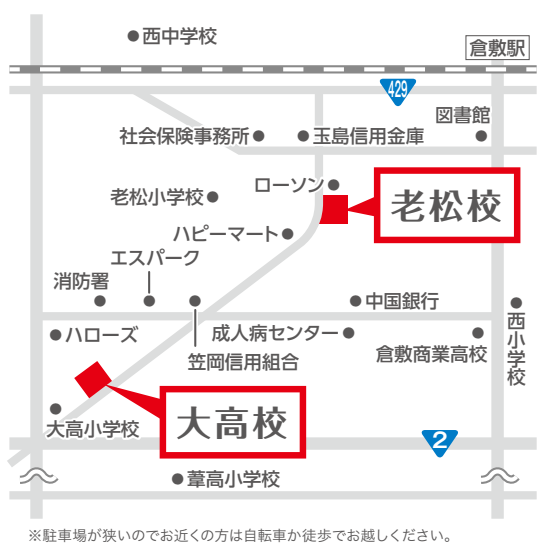 西中学校
倉敷駅
429
図書館
社会保険事務所
玉島信用金庫
ローソン
老松小学校
老松校
ハピーマート
エスパーク
消防署
中国銀行
ハローズ
成人病センター
倉敷商業高校
西小学校
笠岡信用組合
大高校
大高小学校
2
葦高小学校
※駐車場が狭いのでお近くの方は自転車か徒歩でお越しください。